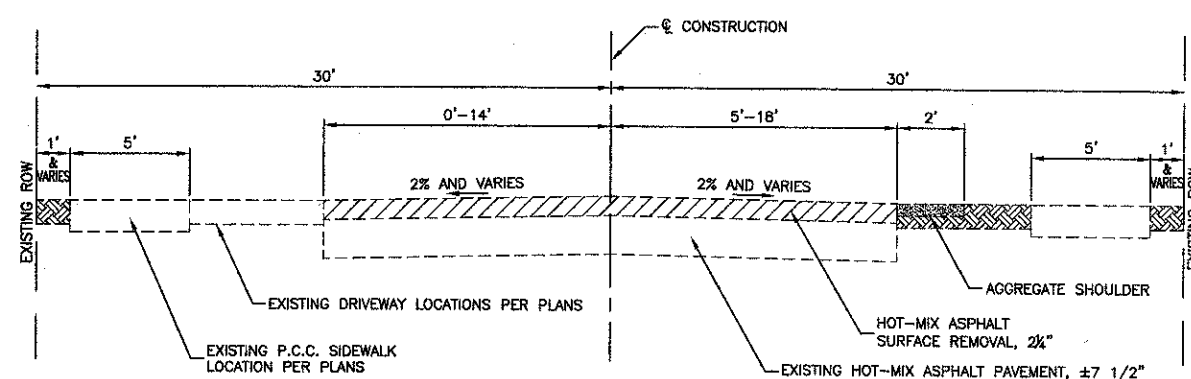 ℄ CONSTRUCTION
30'
30'
0'-14'
5'-18'
2'
1'
&
VARIES
5'
5'
1'
&
VARIES
EXISTING ROW
2% AND VARIES
2% AND VARIES
EXISTING ROW
EXISTING DRIVEWAY LOCATIONS PER PLANS
AGGREGATE SHOULDER
HOT-MIX ASPHALT
SURFACE REMOVAL, 2¼"
EXISTING P.C.C. SIDEWALK
LOCATION PER PLANS
EXISTING HOT-MIX ASPHALT PAVEMENT, ±7 1/2"